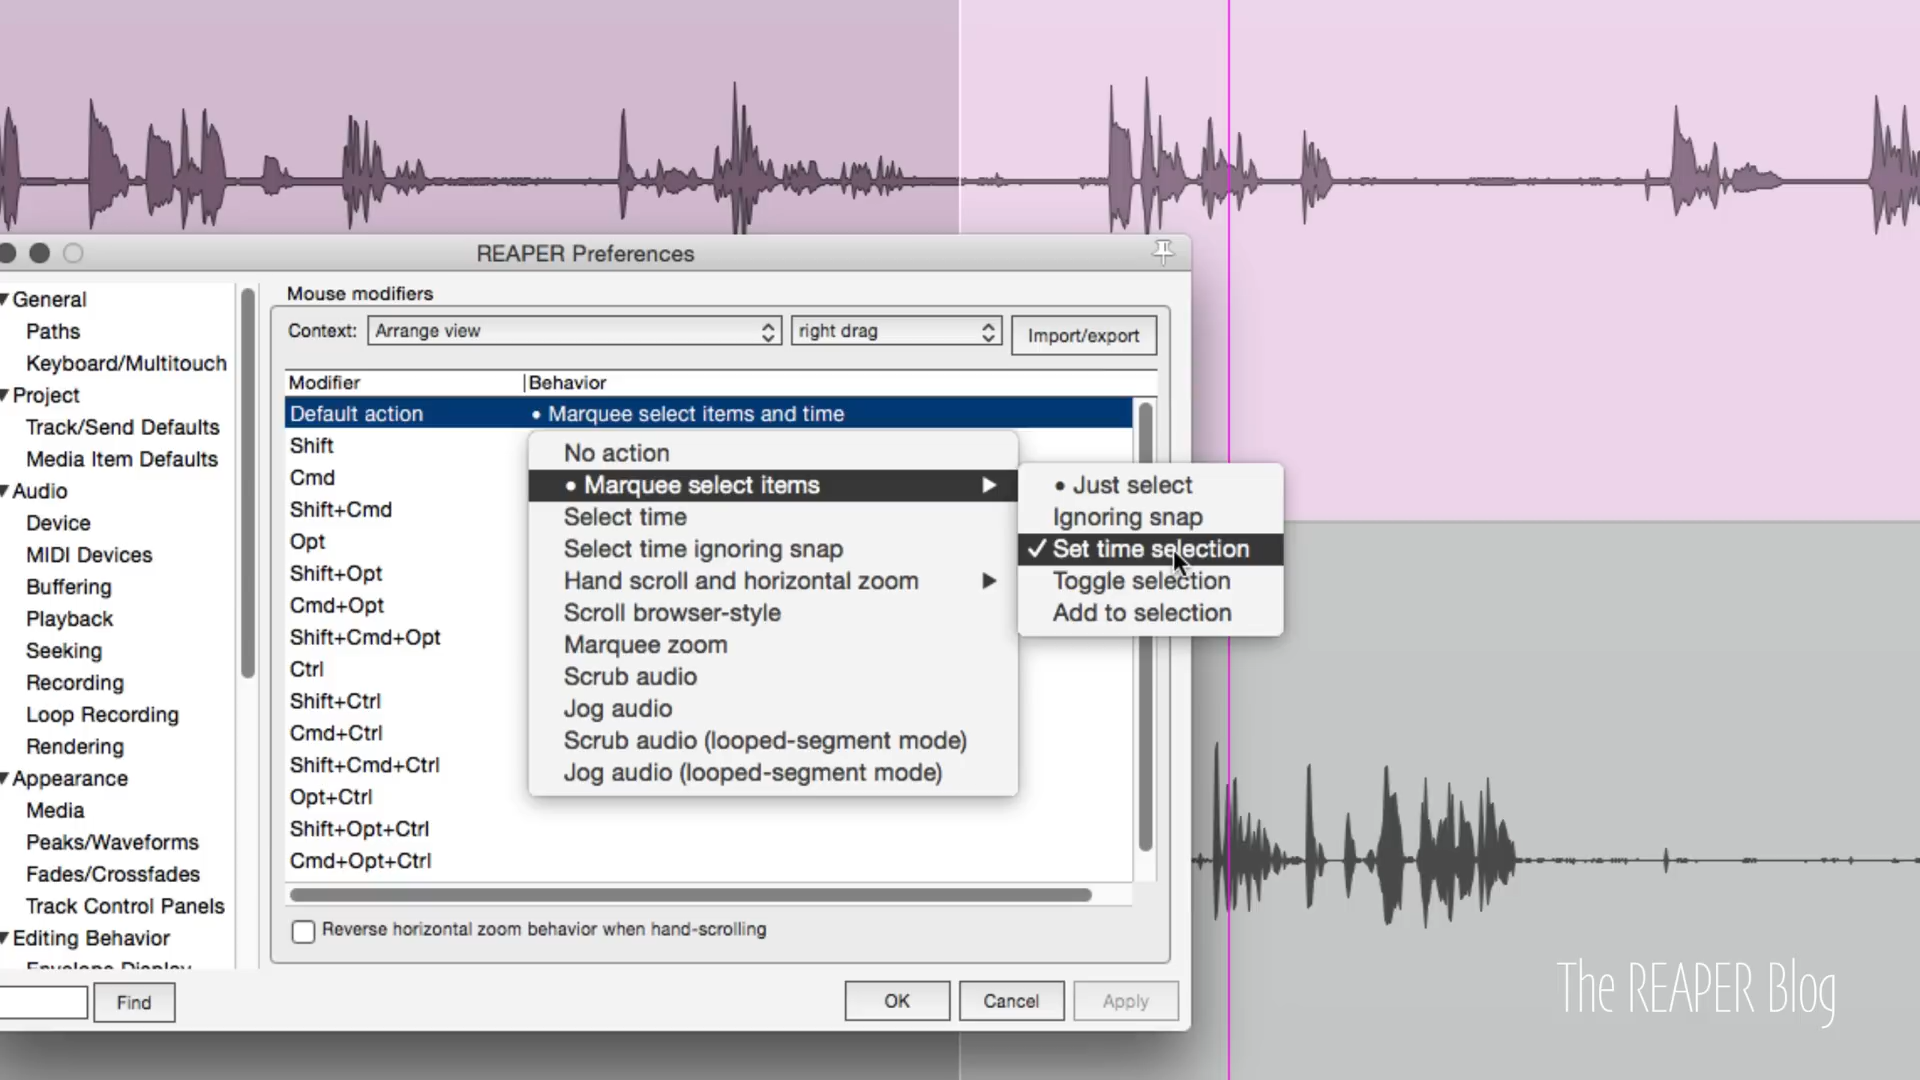 REAPER Preferences
General
Paths
Keyboard/Multitouch
Project
Track/Send Defaults
Media Item Defaults
Audio
Device
MIDI Devices
Buffering
Playback
Seeking
Recording
Loop Recording
Rendering
Appearance
Media
Peaks/Waveforms
Fades/Crossfades
Track Control Panels
Editing Behavior
Envelope Display
Find
Mouse modifiers
Context: Arrange view right drag Import/export
Modifier Behavior
Default action • Marquee select items and time
Shift
Cmd
Shift+Cmd
Opt
Shift+Opt
Cmd+Opt
Shift+Cmd+Opt
Ctrl
Shift+Ctrl
Cmd+Ctrl
Shift+Cmd+Ctrl
Opt+Ctrl
Shift+Opt+Ctrl
Cmd+Opt+Ctrl
No action
• Marquee select items
Select time
Select time ignoring snap
Hand scroll and horizontal zoom
Scroll browser-style
Marquee zoom
Scrub audio
Jog audio
Scrub audio (looped-segment mode)
Jog audio (looped-segment mode)
• Just select
Ignoring snap
✓ Set time selection
Toggle selection
Add to selection
Reverse horizontal zoom behavior when hand-scrolling
OK Cancel Apply
The REAPER Blog